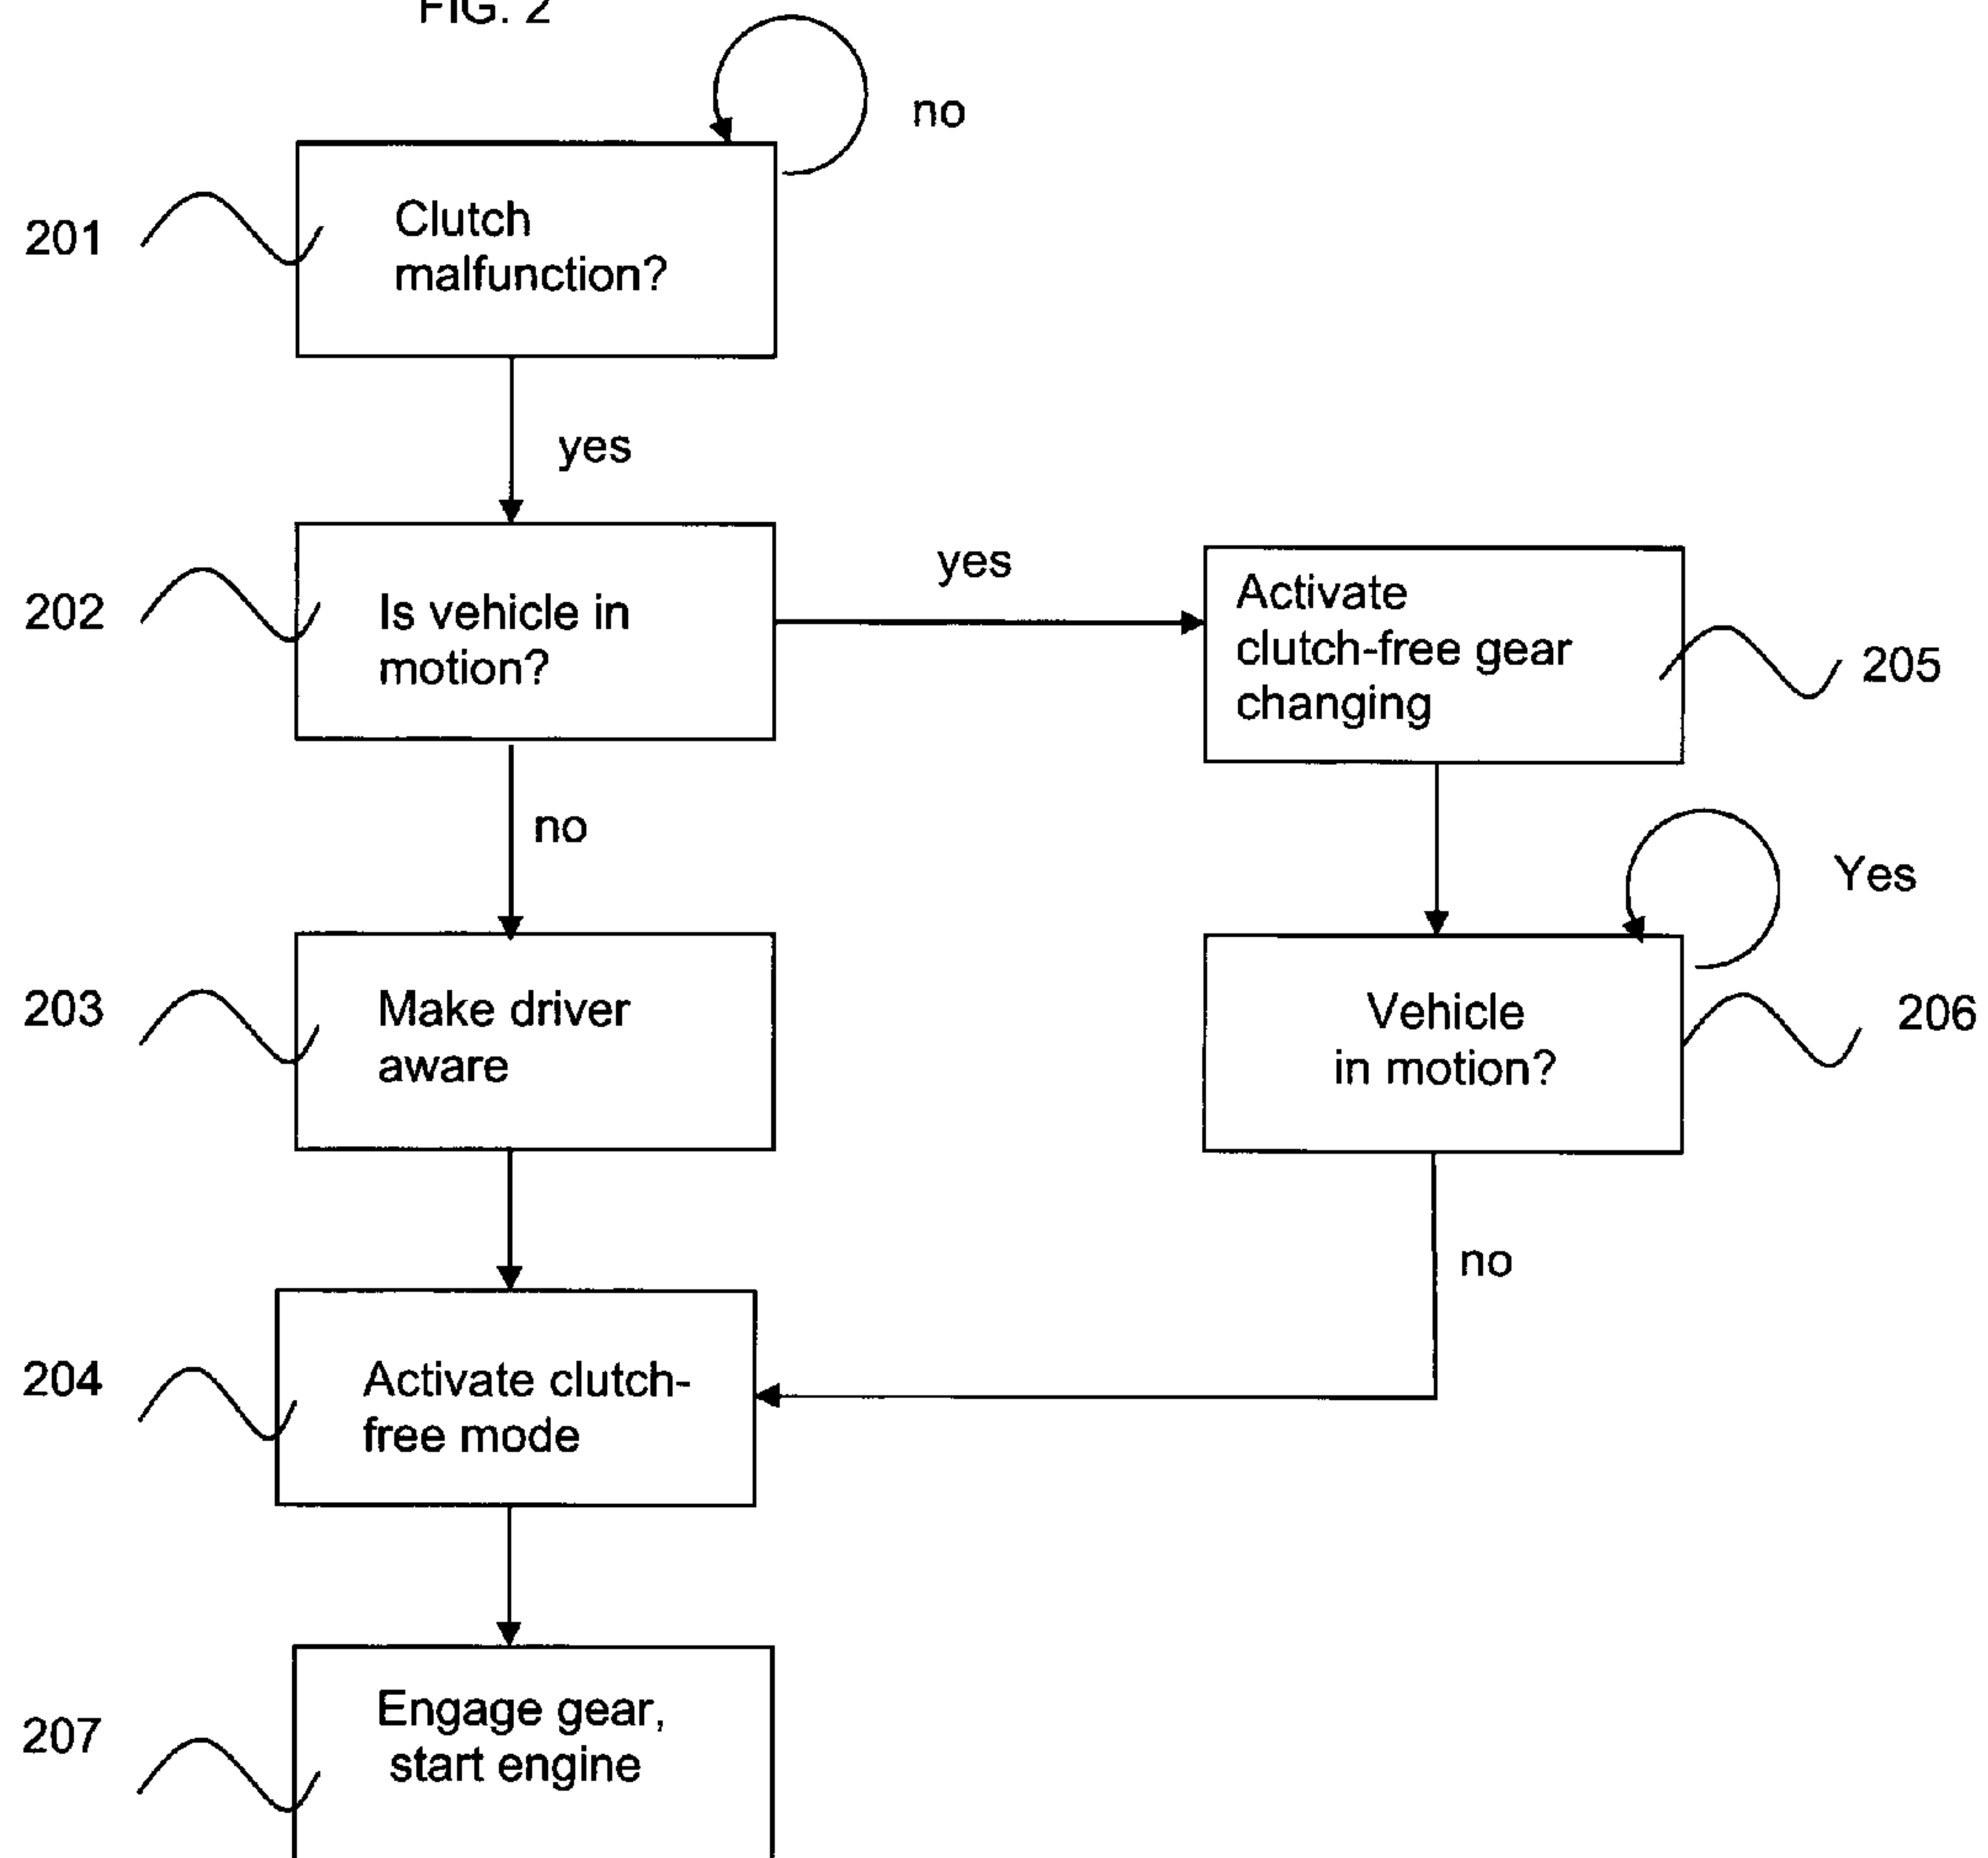 FIG. 2
no
201
Clutch
malfunction?
yes
202
Is vehicle in
motion?
yes
Activate
clutch-free gear
changing
205
no
Yes
203
Make driver
aware
Vehicle
in motion?
206
no
204
Activate clutch-
free mode
207
Engage gear,
start engine